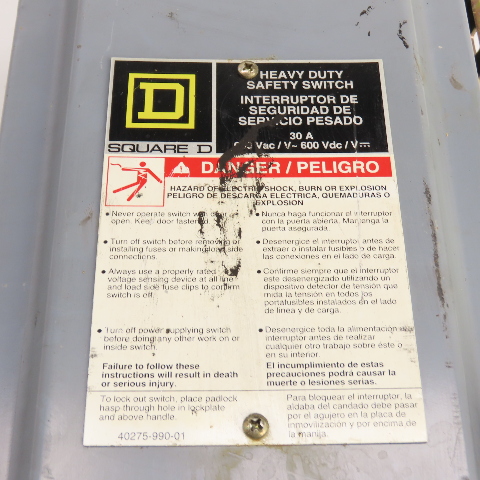 D
SQUARE D
HEAVY DUTY
SAFETY SWITCH
INTERRUPTOR DE
SEGURIDAD DE
SERVICIO PESADO
30 A
Vac / V~ 600 Vdc / V⎓
DANGER / PELIGRO
HAZARD OF ELECTRIC SHOCK, BURN OR EXPLOSION
PELIGRO DE DESCARGA ELECTRICA, QUEMADURAS O
EXPLOSION
• Never operate switch with door
open. Keep door fastened.
• Turn off switch before removing or
installing fuses or making load side
connections.
• Always use a properly rated
voltage sensing device at all line
and load side fuse clips to confirm
switch is off.
• Turn off power supplying switch
before doing any other work on or
inside switch.
Failure to follow these
instructions will result in death
or serious injury.
To lock out switch, place padlock
hasp through hole in lockplate
and above handle.
40275-990-01
• Nunca haga funcionar el interruptor
con la puerta abierta. Mantenga la
puerta asegurada.
• Desenergice el interruptor antes de
extraer o instalar fusibles o de hacer
las conexiones en el lado de carga.
• Confirme siempre que el interruptor
este desenergizado utilizando un
dispositivo detector de tensión que
mida la tensión en todos los
portafusibles instalados en el lado
de línea y de carga.
• Desenergice toda la alimentación
interruptor antes de realizar
cualquier otro trabajo sobre éste o
en su interior.
El incumplimiento de estas
precauciones podrá causar la
muerte o lesiones serias.
Para bloquear el interruptor, la
aldaba del candado debe pasar
por el agujero en la placa de
inmovilización y por encima de
la manija.